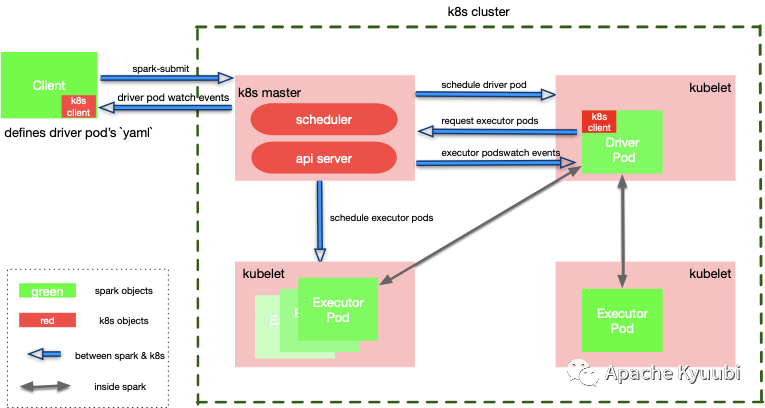 k8s cluster
spark-submit
Client
k8s
client
driver pod watch events
defines driver pod's `yaml`
k8s master
scheduler
api server
schedule driver pod
request executor pods
executor podswatch events
kubelet
k8s
client
Driver
Pod
schedule executor pods
kubelet
Executor
Pod
E
E
kubelet
Executor
Pod
green
spark objects
red
k8s objects
between spark & k8s
inside spark
Apache Kyuubi